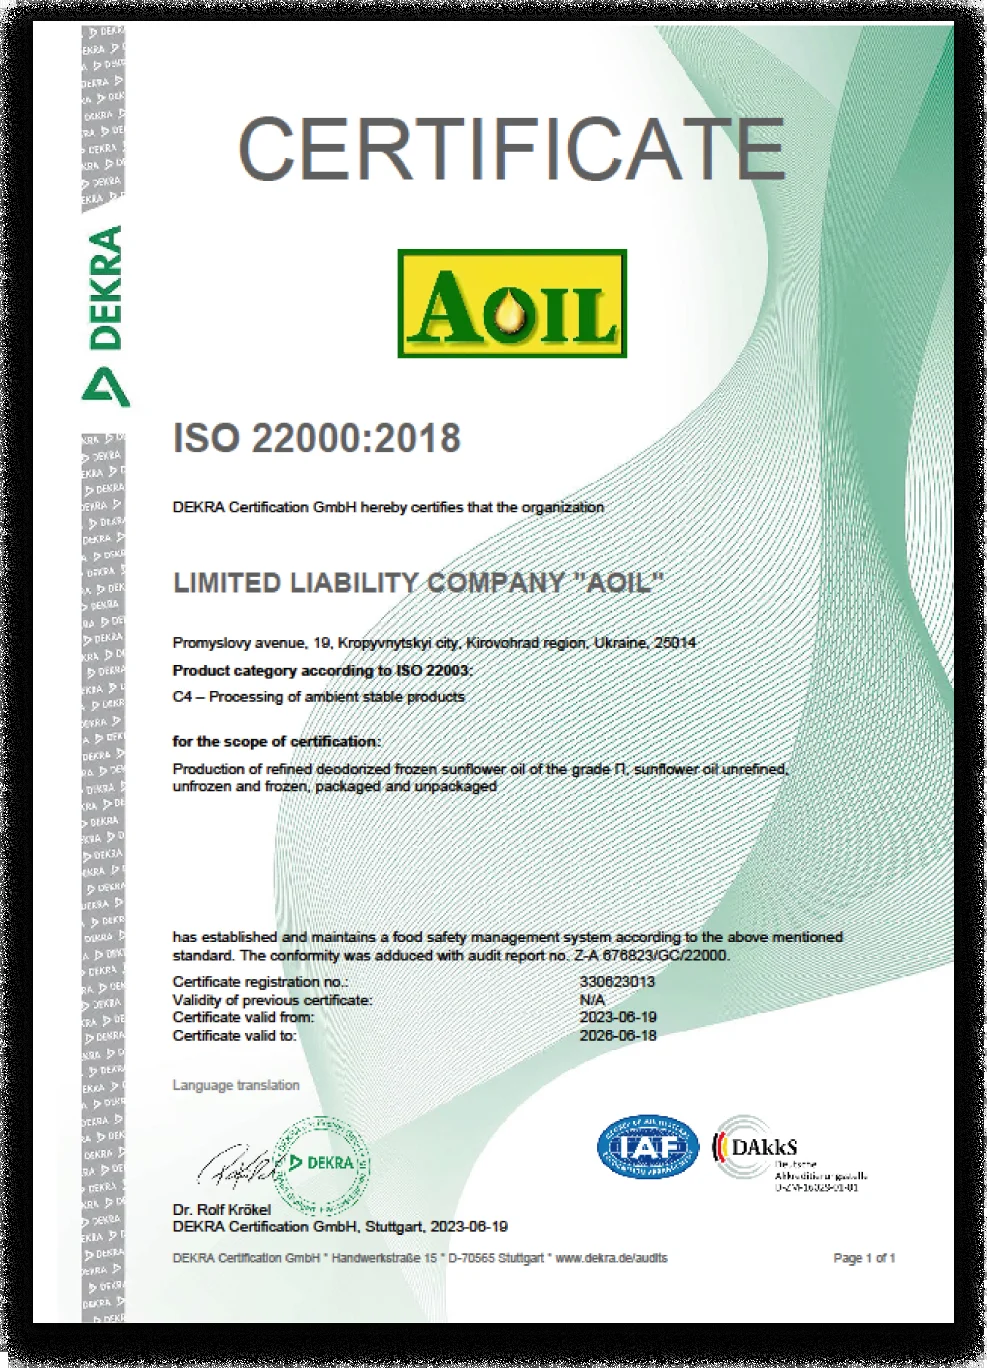 CERTIFICATE
DEKRA
AOIL
ISO 22000:2018
DEKRA Certification GmbH hereby certifies that the organization
LIMITED LIABILITY COMPANY "AOIL"
Promyslovy avenue, 19, Kropyvnytskyi city, Kirovohrad region, Ukraine, 25014
Product category according to ISO 22003:
C4 – Processing of ambient stable products
for the scope of certification:
Production of refined deodorized frozen sunflower oil of the grade П, sunflower oil unrefined,
unfrozen and frozen, packaged and unpackaged
has established and maintains a food safety management system according to the above mentioned
standard. The conformity was adduced with audit report no. Z-A 676823/GC/22000.
Certificate registration no.: 330623013
Validity of previous certificate: N/A
Certificate valid from: 2023-06-19
Certificate valid to: 2026-06-18
Language translation
DEKRA
IAF
DAkkS
Deutsche
Akkreditierungsstelle
D-ZM-16029-01-01
Dr. Rolf Krökel
DEKRA Certification GmbH, Stuttgart, 2023-06-19
DEKRA Certification GmbH * Handwerkstraße 15 * D-70565 Stuttgart * www.dekra.de/audits Page 1 of 1